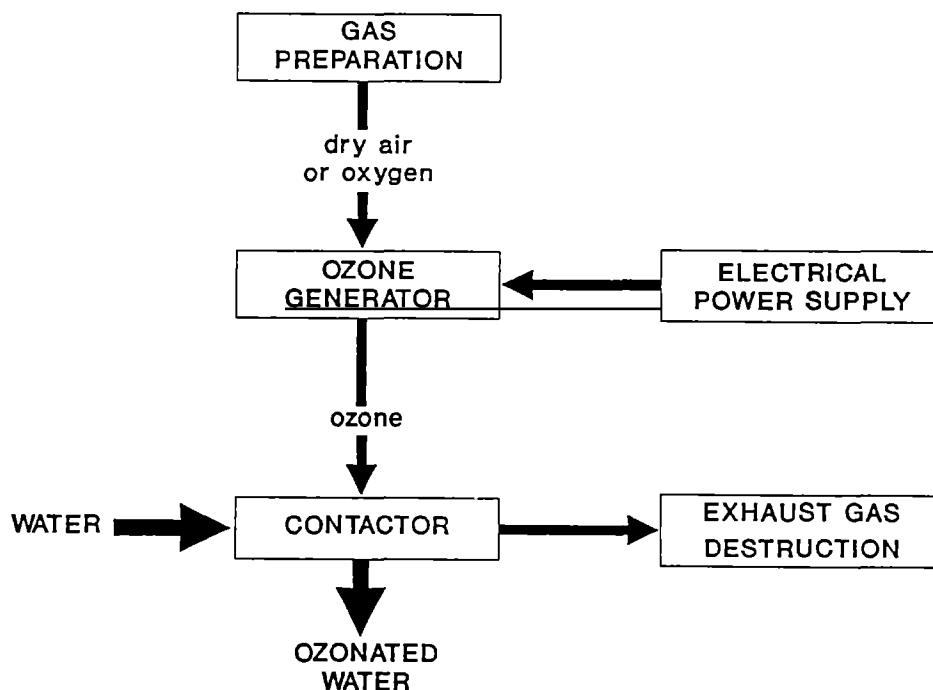 GAS
PREPARATION
dry air
or oxygen
OZONE
GENERATOR
ELECTRICAL
POWER SUPPLY
ozone
WATER
CONTACTOR
EXHAUST GAS
DESTRUCTION
OZONATED
WATER